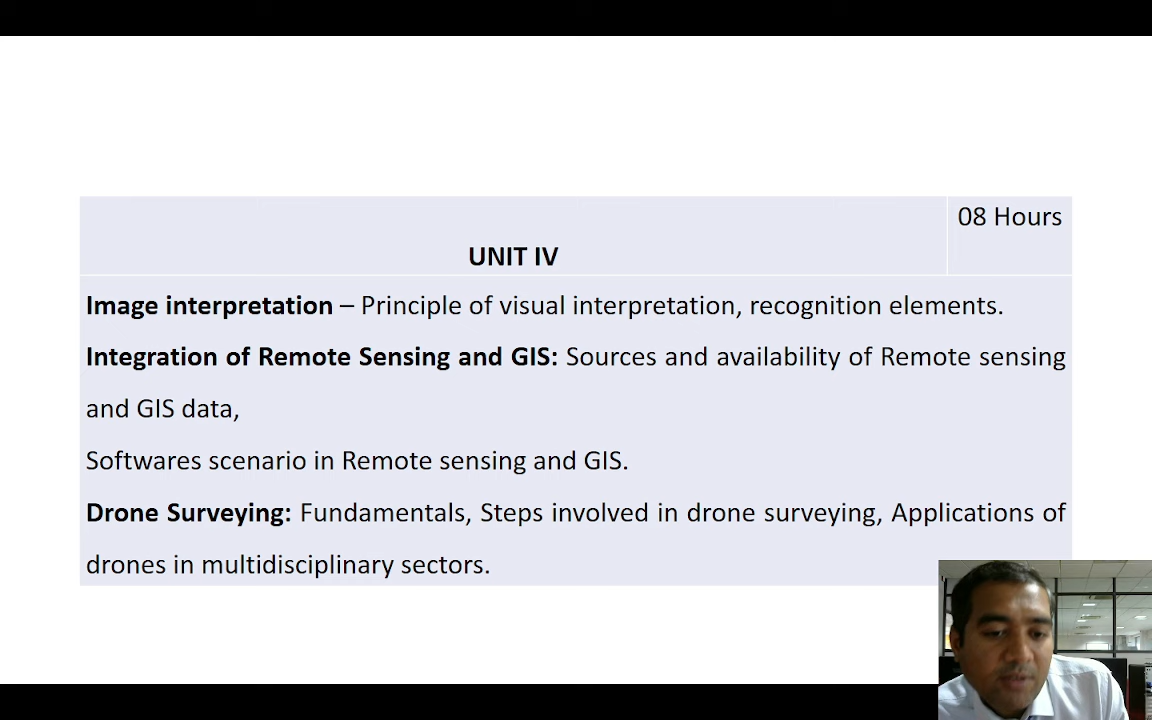 08 Hours
UNIT IV
Image interpretation – Principle of visual interpretation, recognition elements.
Integration of Remote Sensing and GIS: Sources and availability of Remote sensing
and GIS data,
Softwares scenario in Remote sensing and GIS.
Drone Surveying: Fundamentals, Steps involved in drone surveying, Applications of
drones in multidisciplinary sectors.